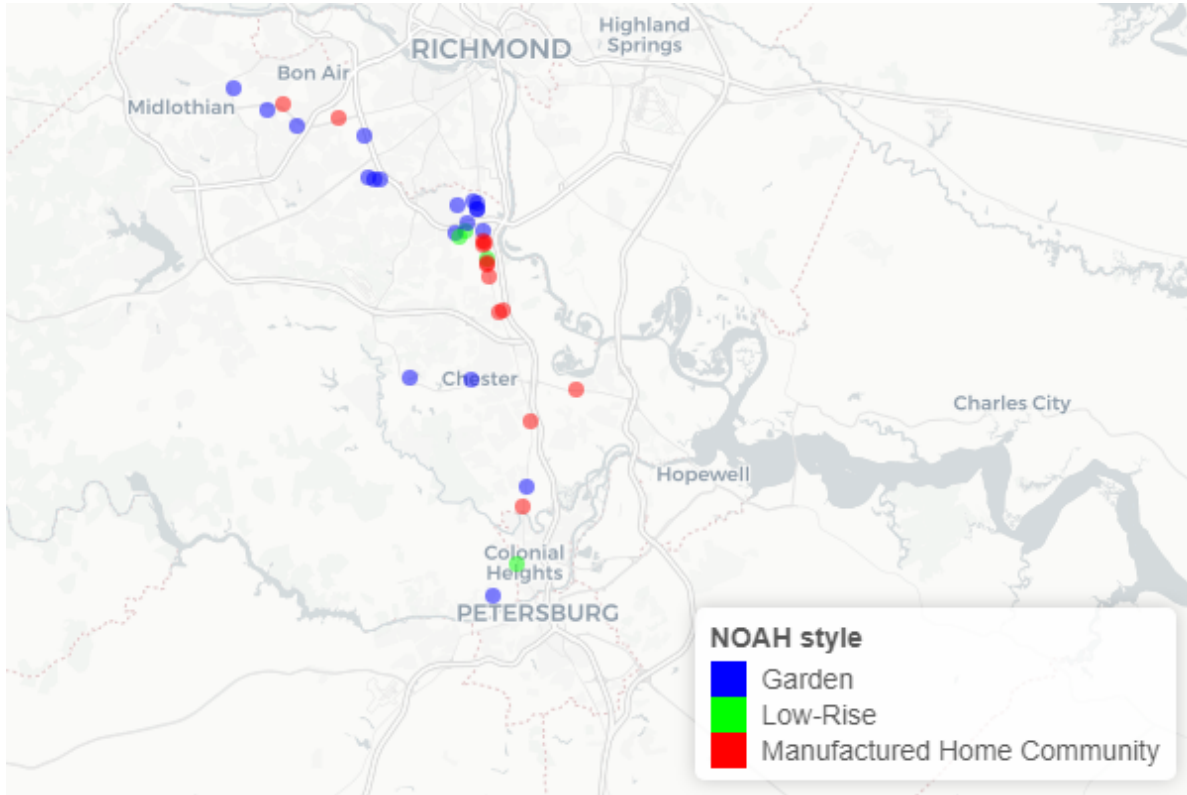 Highland
Springs
RICHMOND
Bon Air
Midlothian
Chester
Charles City
Hopewell
Colonial
Heights
PETERSBURG
NOAH style
Garden
Low-Rise
Manufactured Home Community